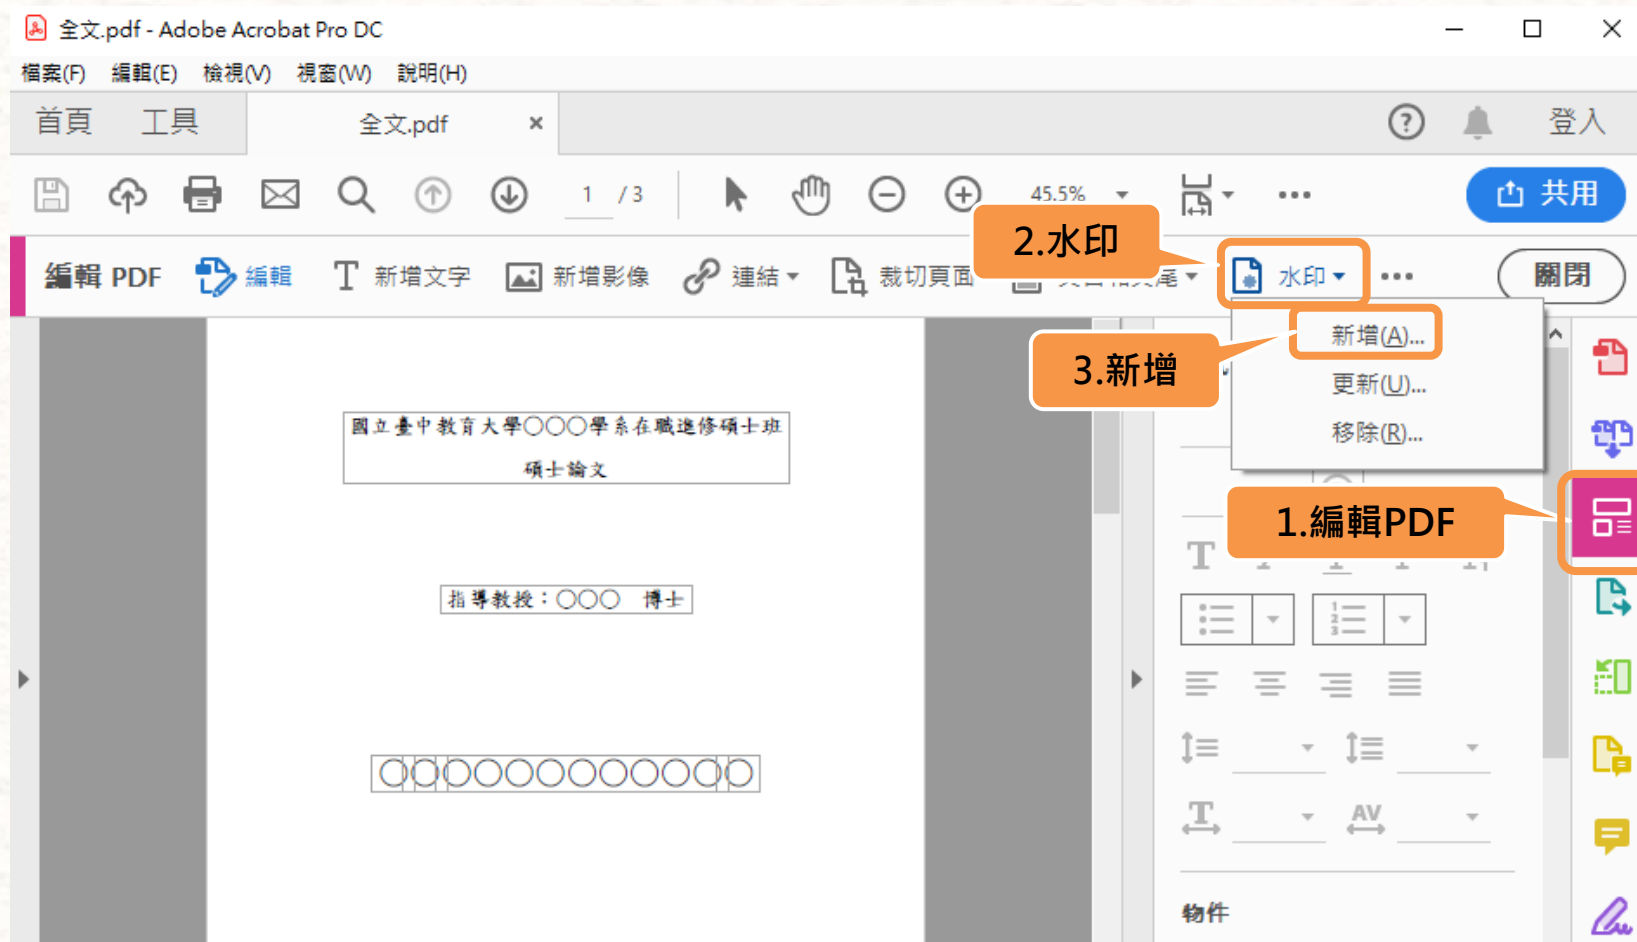 全文.pdf - Adobe Acrobat Pro DC
檔案(F) 編輯(E) 檢視(V) 視窗(W) 說明(H)
首頁 工具 全文.pdf × 登入
1 / 3 45.5% 共用
2.水印
編輯 PDF 編輯 新增文字 新增影像 連結 裁切頁面 水印 關閉
新增(A)...
3.新增
更新(U)...
移除(R)...
國立臺中教育大學○○○學系在職進修碩士班
碩士論文
1.編輯PDF
指導教授：○○○ 博士
○○○○○○○○○○○○
物件